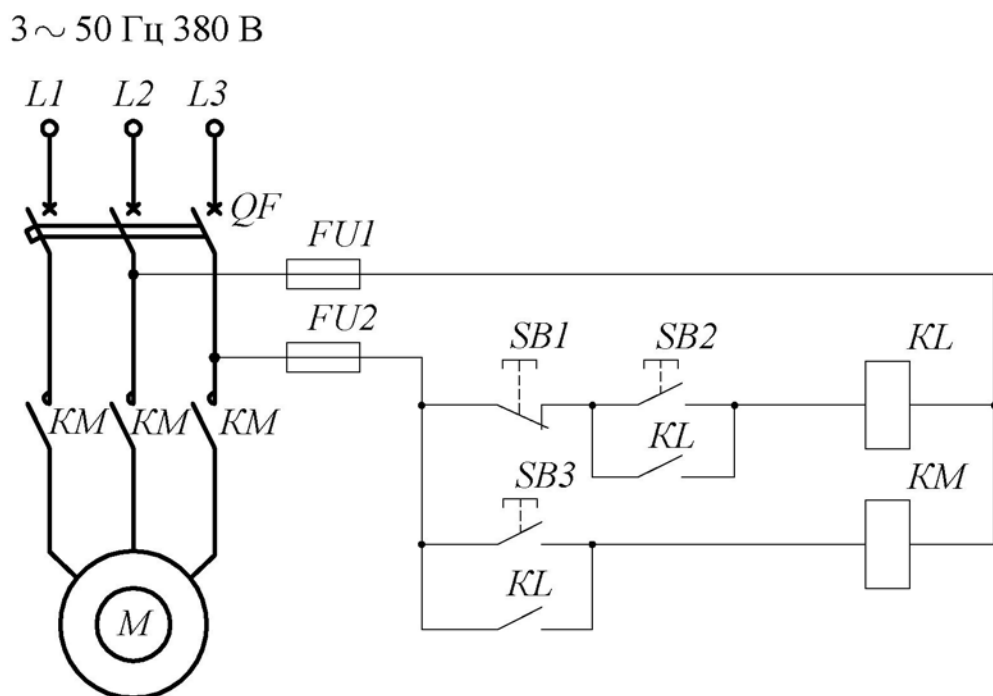 3~ 50 Гц 380 В
L1 L2 L3
QF
FU1
FU2
SB1 SB2 KL
KM KM KM
KL
SB3 KM
KL
M